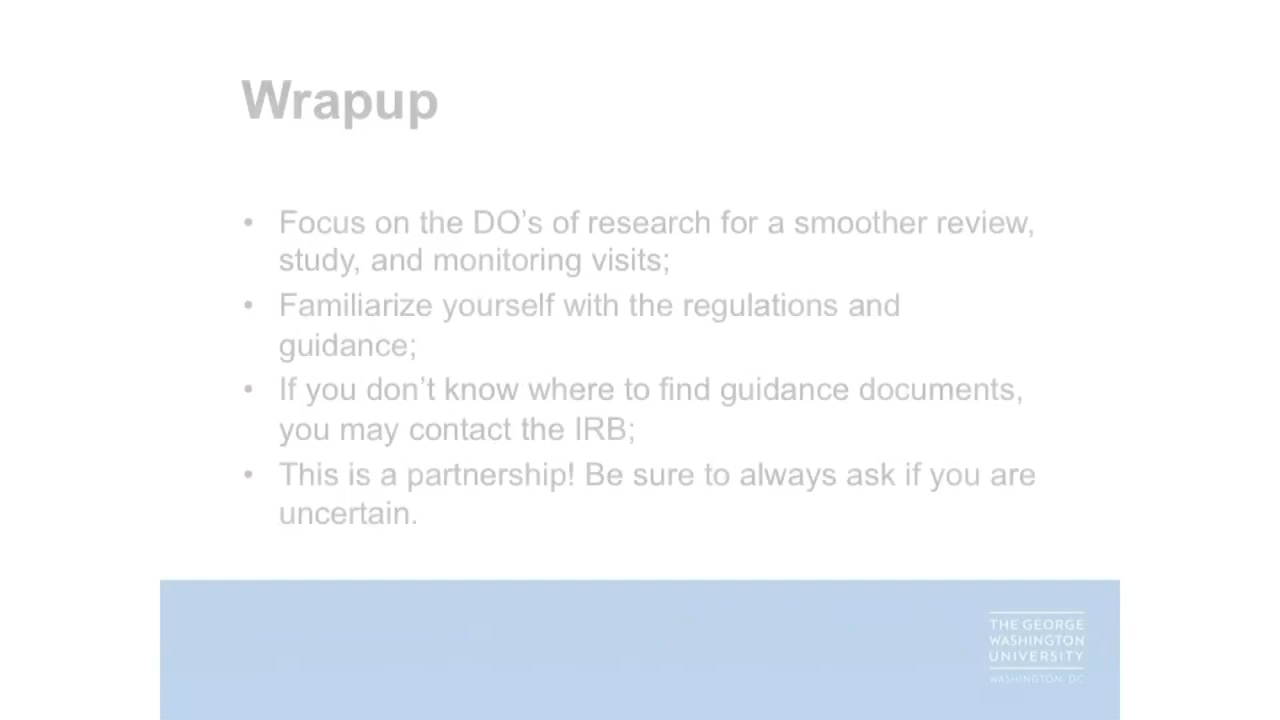 Wrapup
• Focus on the DO’s of research for a smoother review,
study, and monitoring visits;
• Familiarize yourself with the regulations and
guidance;
• If you don’t know where to find guidance documents,
you may contact the IRB;
• This is a partnership! Be sure to always ask if you are
uncertain.
THE GEORGE
WASHINGTON
UNIVERSITY
WASHINGTON, DC